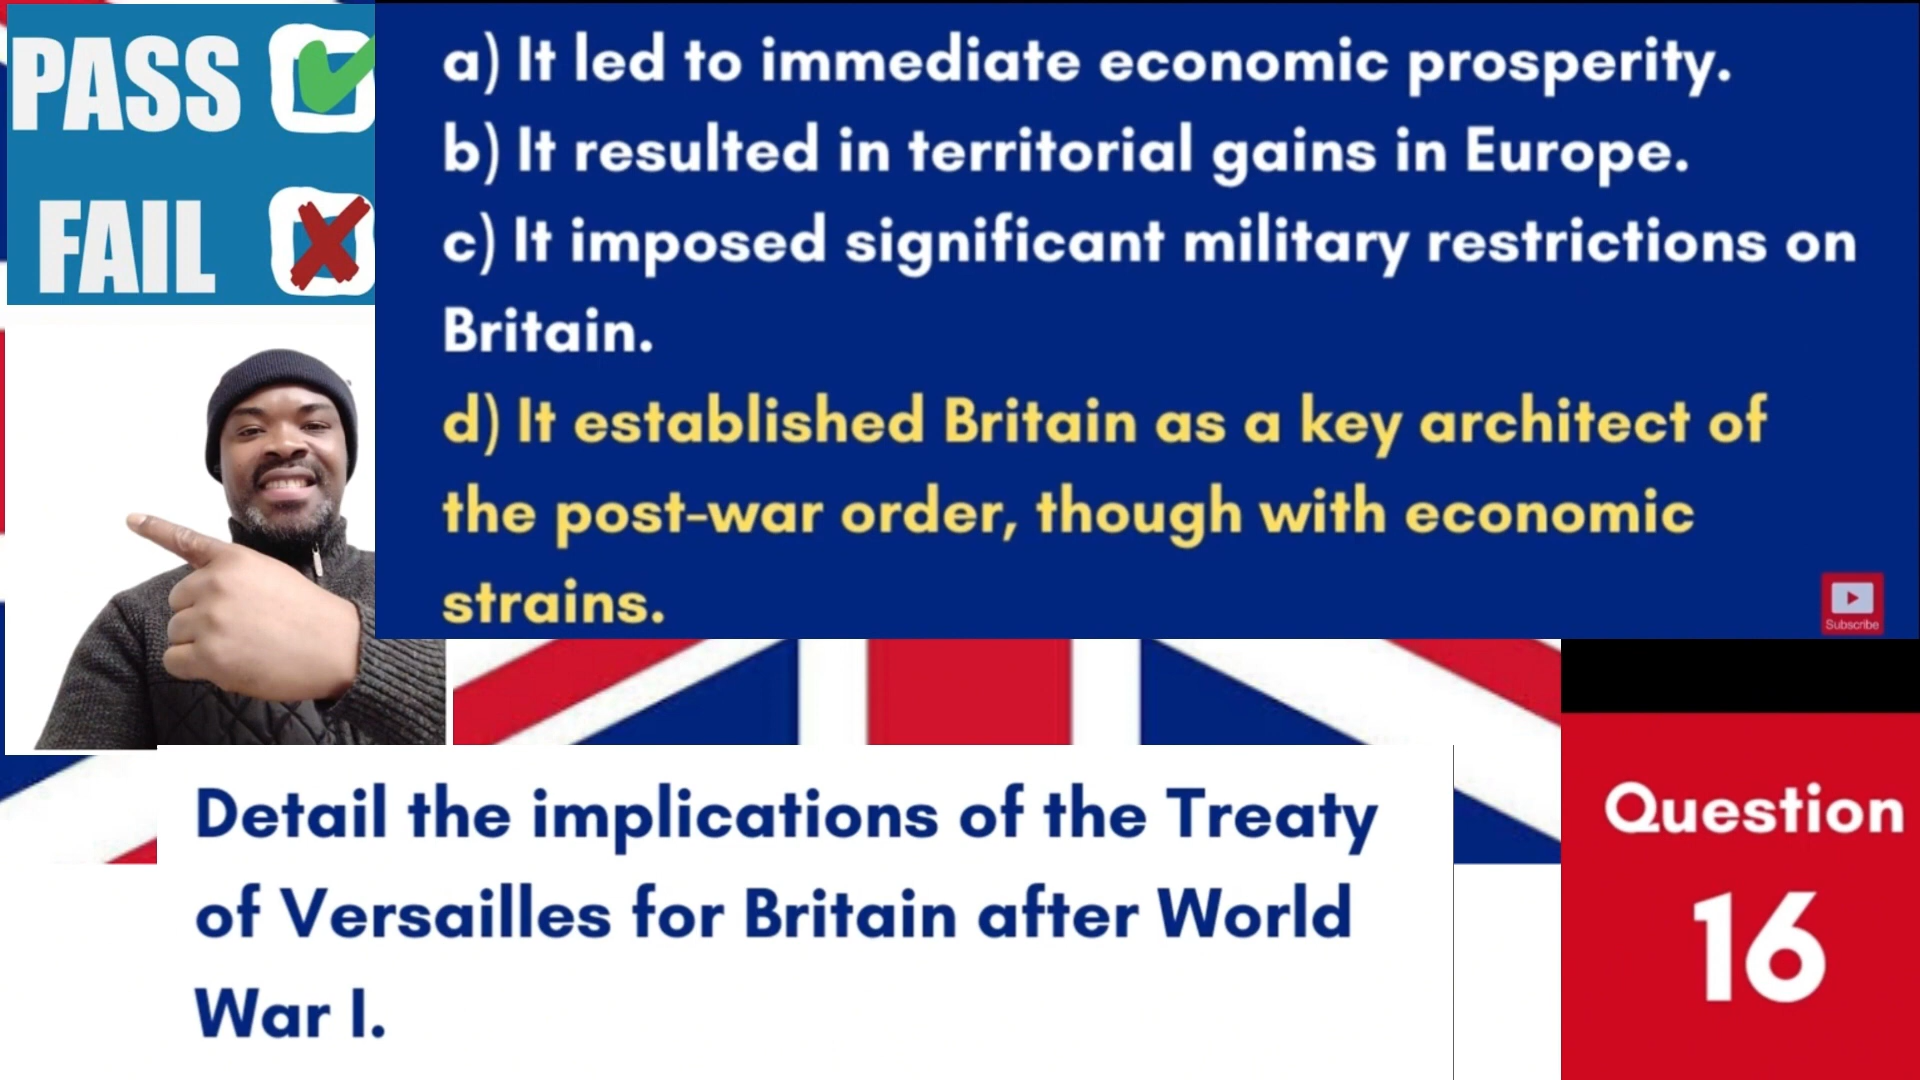 PASS
FAIL
a) It led to immediate economic prosperity.
b) It resulted in territorial gains in Europe.
c) It imposed significant military restrictions on
Britain.
d) It established Britain as a key architect of
the post-war order, though with economic
strains.
Subscribe
Detail the implications of the Treaty
of Versailles for Britain after World
War I.
Question
16